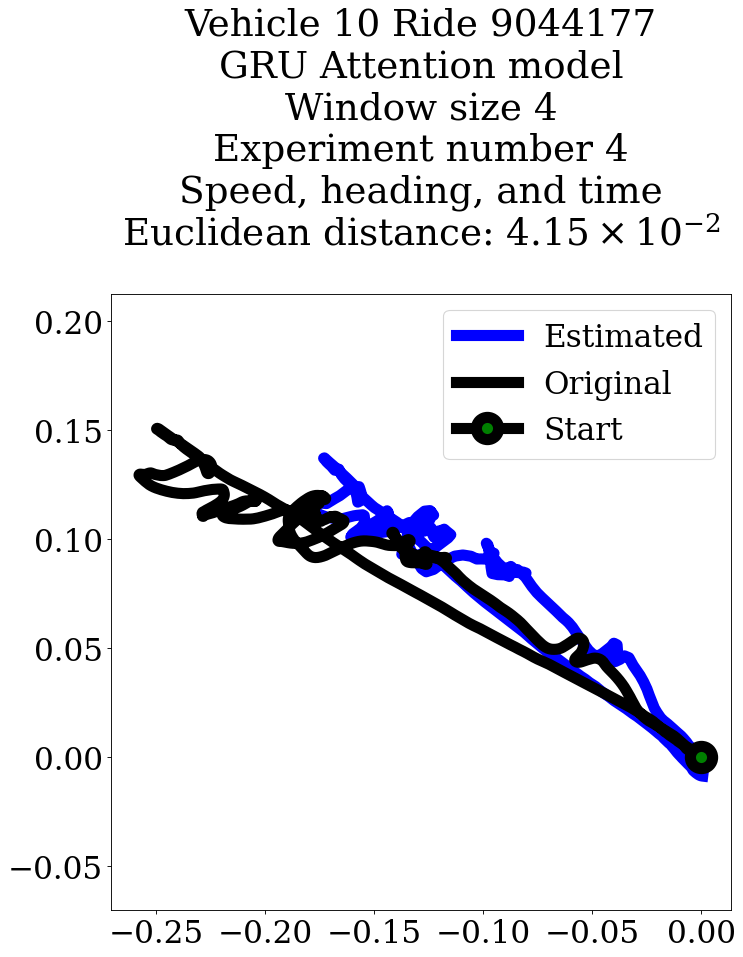 Vehicle 10 Ride 9044177
GRU Attention model
Window size 4
Experiment number 4
Speed, heading, and time
Euclidean distance: 4.15 × 10⁻²
Estimated
Original
Start
0.20
0.15
0.10
0.05
0.00
−0.05
−0.25 −0.20 −0.15 −0.10 −0.05 0.00